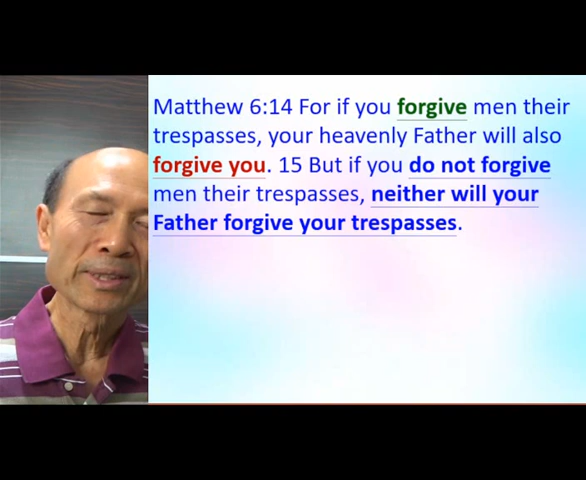 Matthew 6:14 For if you forgive men their
trespasses, your heavenly Father will also
forgive you. 15 But if you do not forgive
men their trespasses, neither will your
Father forgive your trespasses.